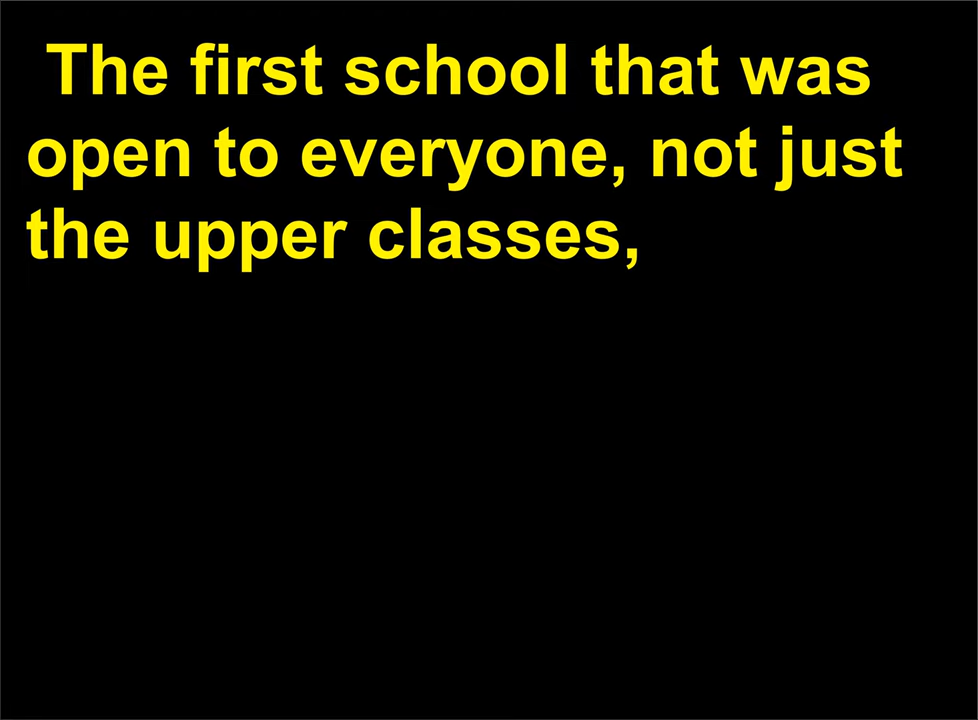 The first school that was
open to everyone, not just
the upper classes,